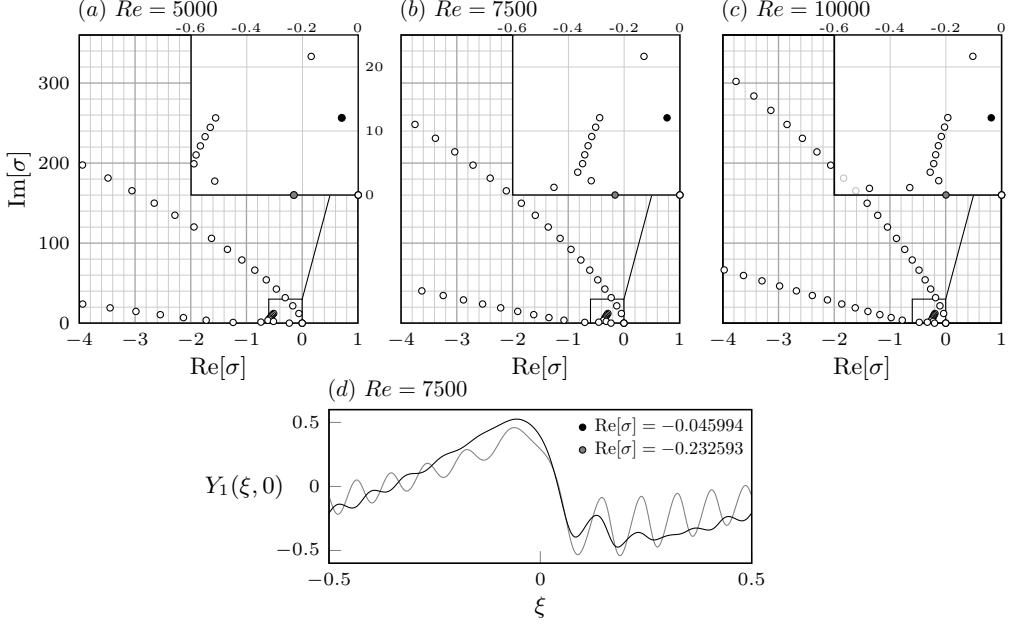 (a) Re = 5000
(b) Re = 7500
(c) Re = 10000
−0.6 −0.4 −0.2 0
−0.6 −0.4 −0.2 0
−0.6 −0.4 −0.2 0
300
200
100
0
Im[σ]
20
10
0
−4 −3 −2 −1 0 1
−4 −3 −2 −1 0 1
−4 −3 −2 −1 0 1
Re[σ]
Re[σ]
Re[σ]
(d) Re = 7500
0.5
0
−0.5
Y₁(ξ, 0)
Re[σ] = −0.045994
Re[σ] = −0.232593
−0.5 0 0.5
ξ